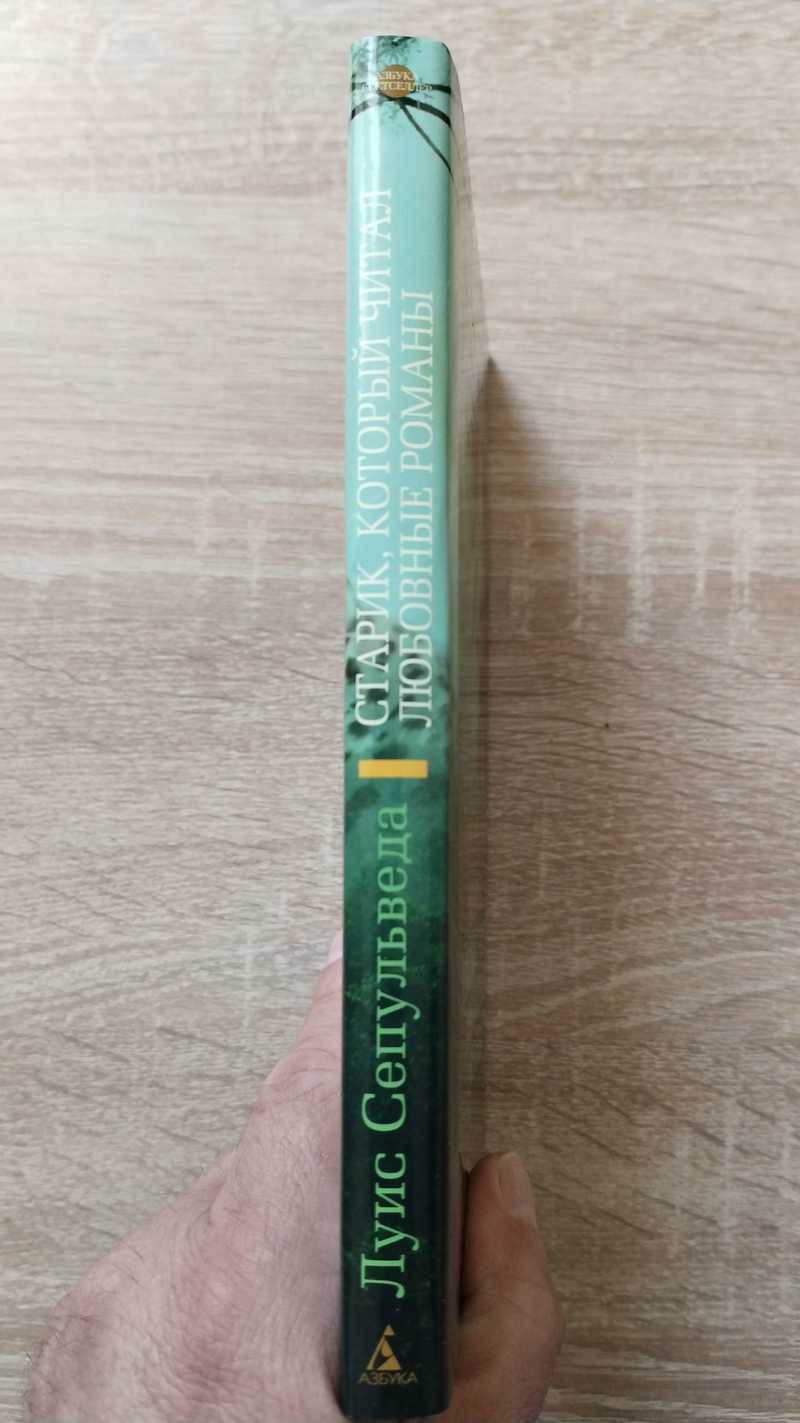 АЗБУКА
БЕСТСЕЛЛЕР
СТАРИК, КОТОРЫЙ ЧИТАЛ
ЛЮБОВНЫЕ РОМАНЫ
Луис Сепульведа
АЗБУКА